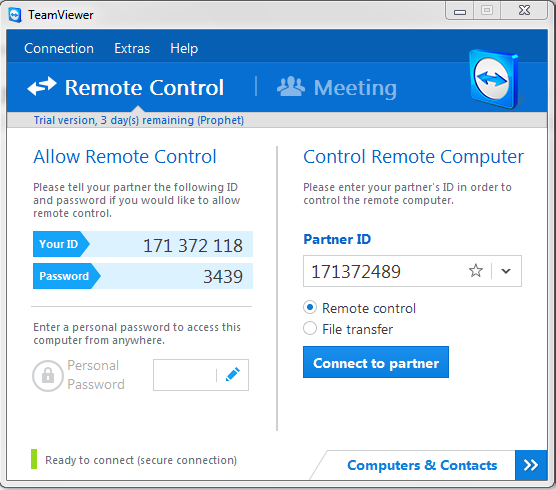 TeamViewer
Connection Extras Help
Remote Control Meeting
Trial version, 3 day(s) remaining (Prophet)
Allow Remote Control
Please tell your partner the following ID
and password if you would like to allow
remote control.
Your ID 171 372 118
Password 3439
Enter a personal password to access this
computer from anywhere.
Personal
Password
Control Remote Computer
Please enter your partner's ID in order to
control the remote computer.
Partner ID
171372489
Remote control
File transfer
Connect to partner
Ready to connect (secure connection)
Computers & Contacts